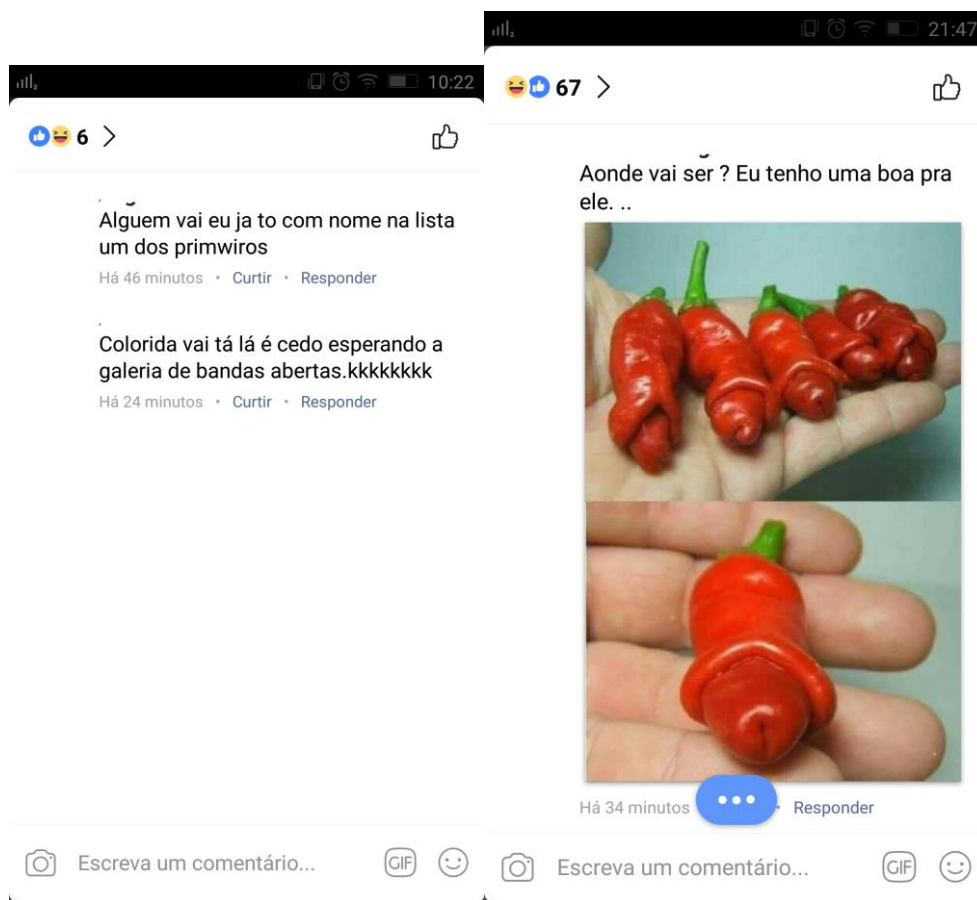 10:22
6
Alguem vai eu ja to com nome na lista
um dos primwiros
Há 46 minutos • Curtir • Responder
Colorida vai tá lá é cedo esperando a
galeria de bandas abertas.kkkkkkkk
Há 24 minutos • Curtir • Responder
Escreva um comentário...
GIF
21:47
67
Aonde vai ser ? Eu tenho uma boa pra
ele. ..
Há 34 minutos • Responder
Escreva um comentário...
GIF